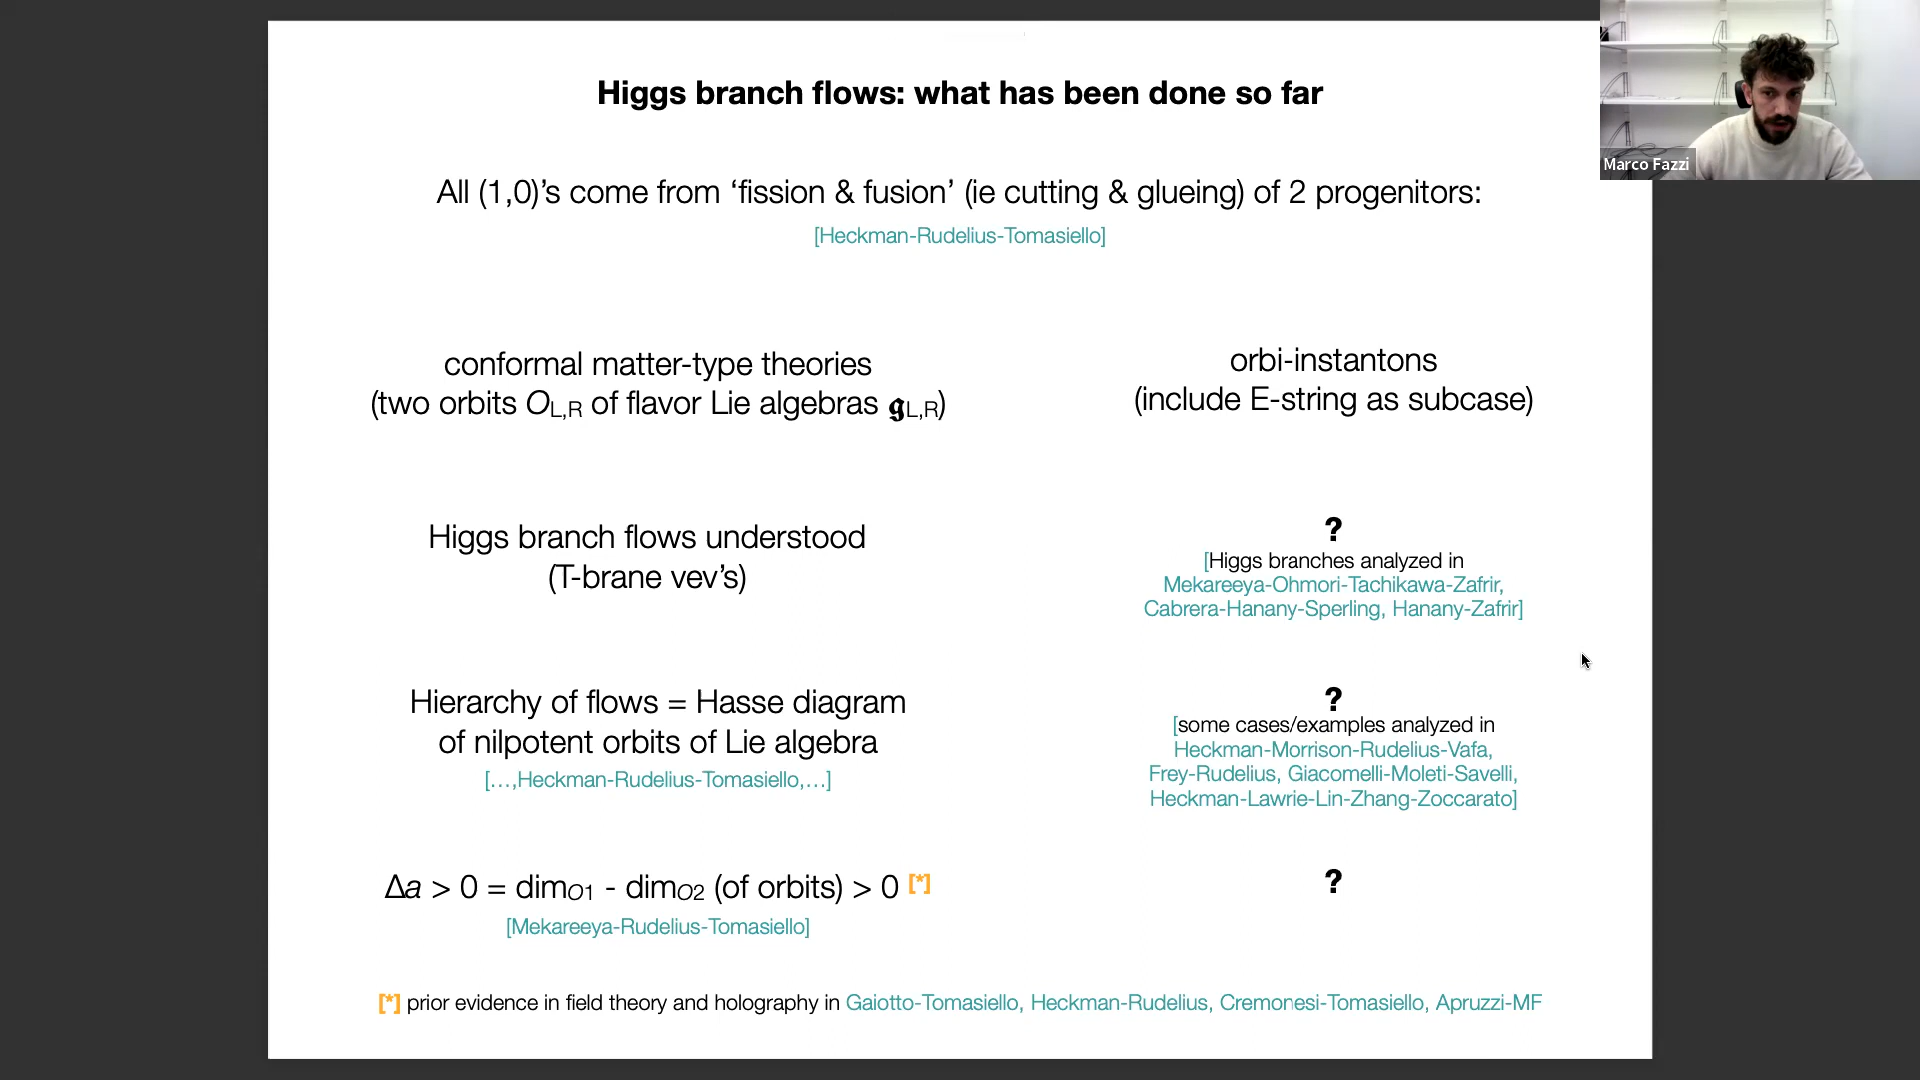 Higgs branch flows: what has been done so far
All (1,0)’s come from ‘fission & fusion’ (ie cutting & glueing) of 2 progenitors:
[Heckman-Rudelius-Tomasiello]
conformal matter-type theories
(two orbits OL,R of flavor Lie algebras 𝖌L,R)
orbi-instantons
(include E-string as subcase)
Higgs branch flows understood
(T-brane vev’s)
?
[Higgs branches analyzed in
Mekareeya-Ohmori-Tachikawa-Zafrir,
Cabrera-Hanany-Sperling, Hanany-Zafrir]
Hierarchy of flows = Hasse diagram
of nilpotent orbits of Lie algebra
[…,Heckman-Rudelius-Tomasiello,…]
?
[some cases/examples analyzed in
Heckman-Morrison-Rudelius-Vafa,
Frey-Rudelius, Giacomelli-Moleti-Savelli,
Heckman-Lawrie-Lin-Zhang-Zoccarato]
Δa > 0 = dimO1 - dimO2 (of orbits) > 0 [*]
[Mekareeya-Rudelius-Tomasiello]
?
[*] prior evidence in field theory and holography in Gaiotto-Tomasiello, Heckman-Rudelius, Cremonesi-Tomasiello, Apruzzi-MF
Marco Fazzi